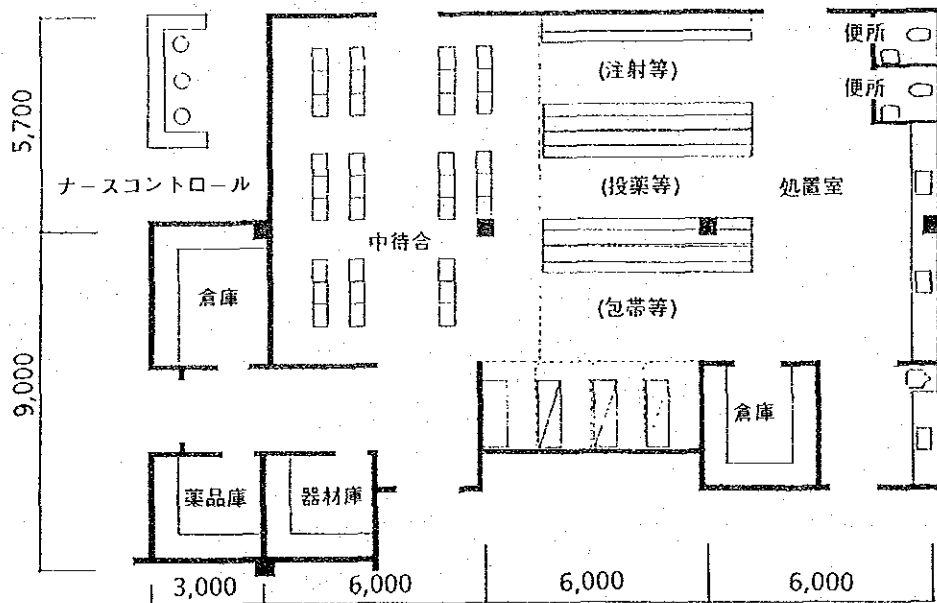 便所
(注射等)
便所
5,700
ナースコントロール
(投薬等)
処置室
中待合
倉庫
(包帯等)
9,000
倉庫
薬品庫
器材庫
3,000
6,000
6,000
6,000